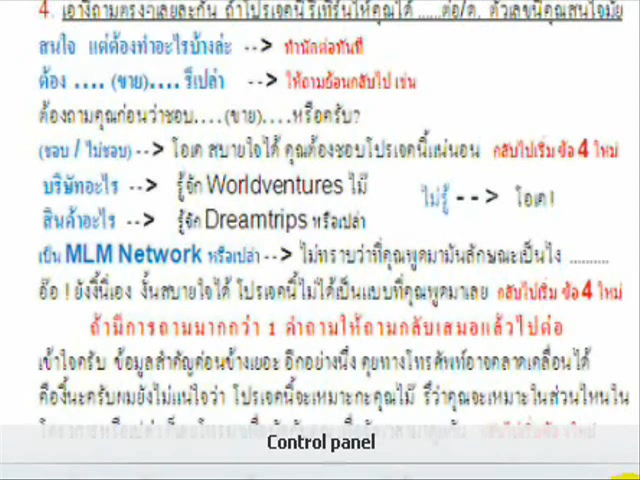 4. เอางี้ถามตรงๆเลยละกัน ถ้าโปรเจคนี้รีเทิร์นให้คุณได้ ......ต่อ/ด. ตัวเลขนี้คุณสนใจมั้ย
สนใจ แต่ต้องทำอะไรบ้างล่ะ --> ทำนักต่อทันที
ต้อง .... (ขาย).... รึเปล่า --> ให้ถามย้อนกลับไป เช่น
ต้องถามคุณก่อนว่าชอบ....(ขาย)....หรือครับ?
(ชอบ / ไม่ชอบ) --> โอเค สบายใจได้ คุณต้องชอบโปรเจคนี้แน่นอน กลับไปเริ่ม ข้อ 4 ใหม่
บริษัทอะไร --> รู้จัก Worldventures ไม๊ ไม่รู้ --> โอเค!
สินค้าอะไร --> รู้จัก Dreamtrips หรือเปล่า
เป็น MLM Network หรือเปล่า --> ไม่ทราบว่าที่คุณพูดมามันลักษณะเป็นไง ..........
อ๊อ ! ยังงี้นี่เอง งั้นสบายใจได้ โปรเจคนี้ไม่ได้เป็นแบบที่คุณพูดมาเลย กลับไปเริ่ม ข้อ 4 ใหม่
ถ้ามีการถามมากกว่า 1 คำถามให้ถามกลับเสมอแล้วไปต่อ
เข้าใจครับ ข้อมูลสำคัญค่อนข้างเยอะ อีกอย่างนึ่ง คุยทางโทรศัพท์อาจคลาดเคลื่อนได้
คืองี้นะครับผมยังไม่แน่ใจว่า โปรเจคนี้จะเหมาะกะคุณไม๊ รึว่าคุณจะเหมาะในส่วนไหนใน
Control panel